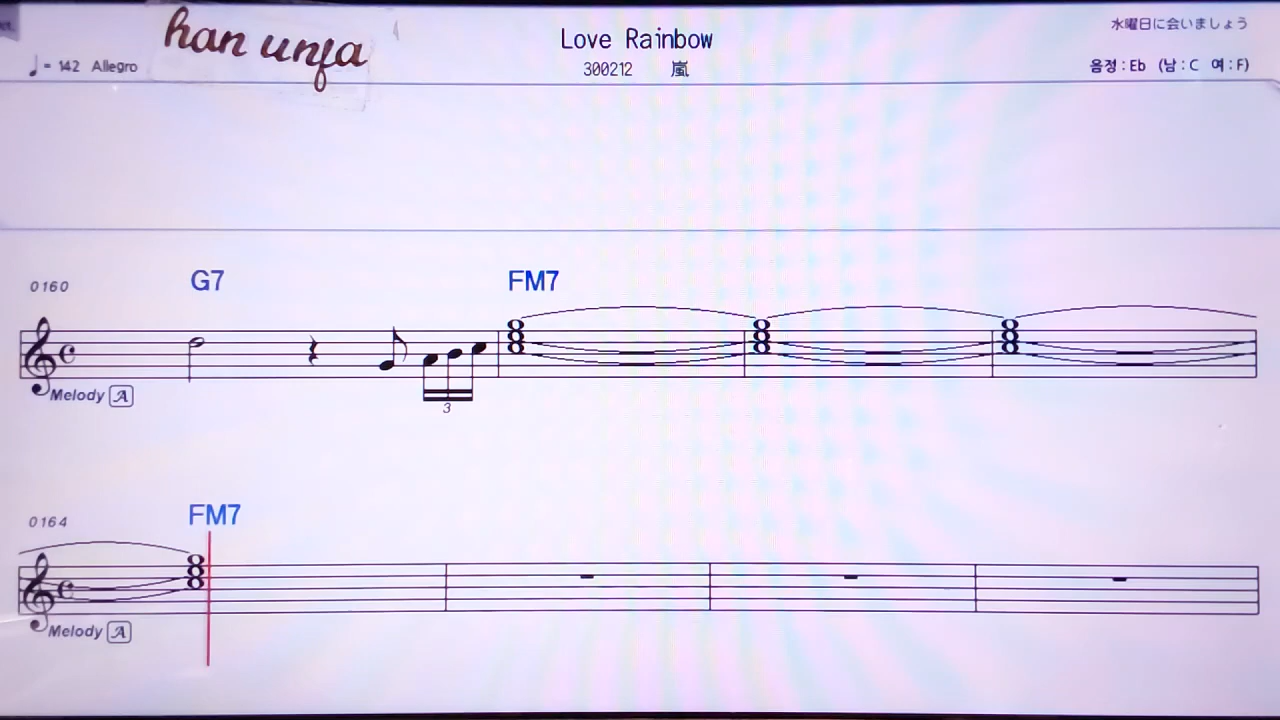 han unfa
Love Rainbow
水曜日に会いましょう
♩= 142 Allegro
300212 嵐
음정:Eb (남:C 여:F)
0160
G7
FM7
Melody A
3
0164
FM7
Melody A